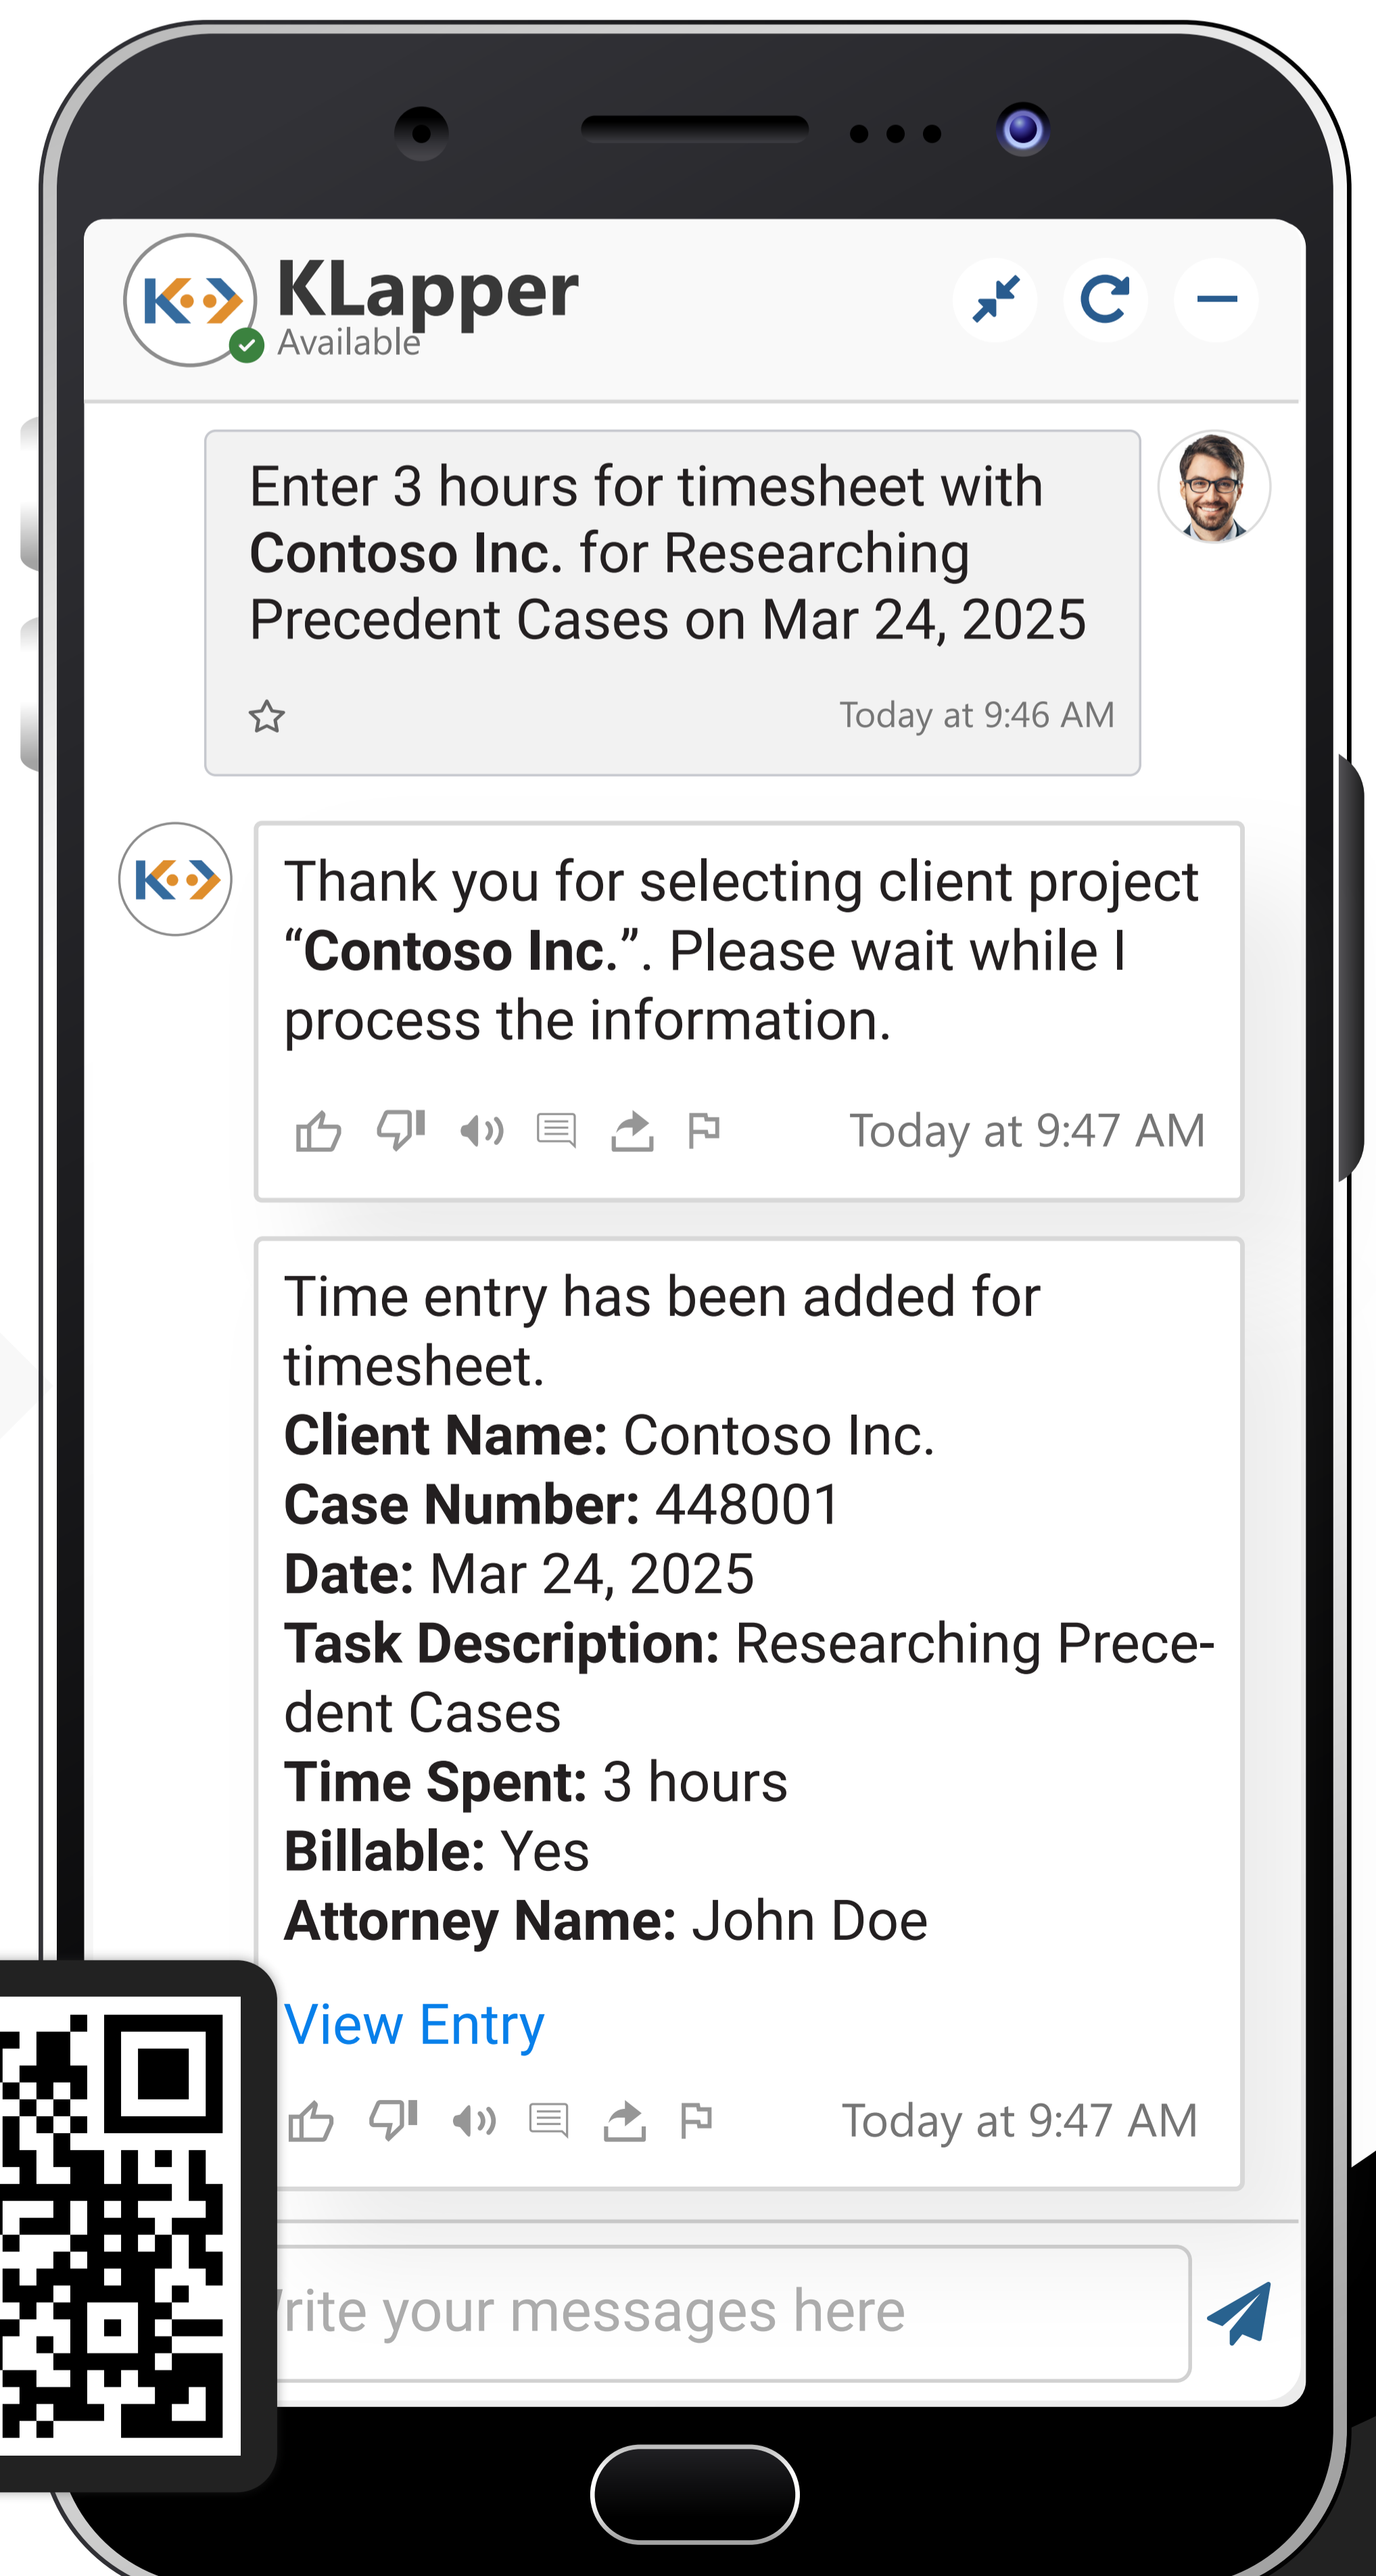 KLapper
Available
Enter 3 hours for timesheet with
Contoso Inc. for Researching
Precedent Cases on Mar 24, 2025
Today at 9:46 AM
Thank you for selecting client project
“Contoso Inc.”. Please wait while I
process the information.
Today at 9:47 AM
Time entry has been added for
timesheet.
Client Name: Contoso Inc.
Case Number: 448001
Date: Mar 24, 2025
Task Description: Researching Prece-
dent Cases
Time Spent: 3 hours
Billable: Yes
Attorney Name: John Doe
View Entry
Today at 9:47 AM
rite your messages here